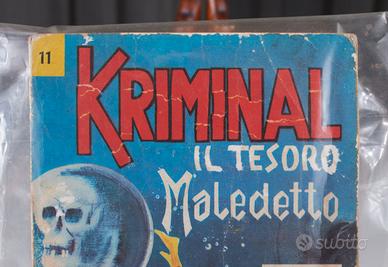 11
KRIMINAL
IL TESORO
Maledetto
subito